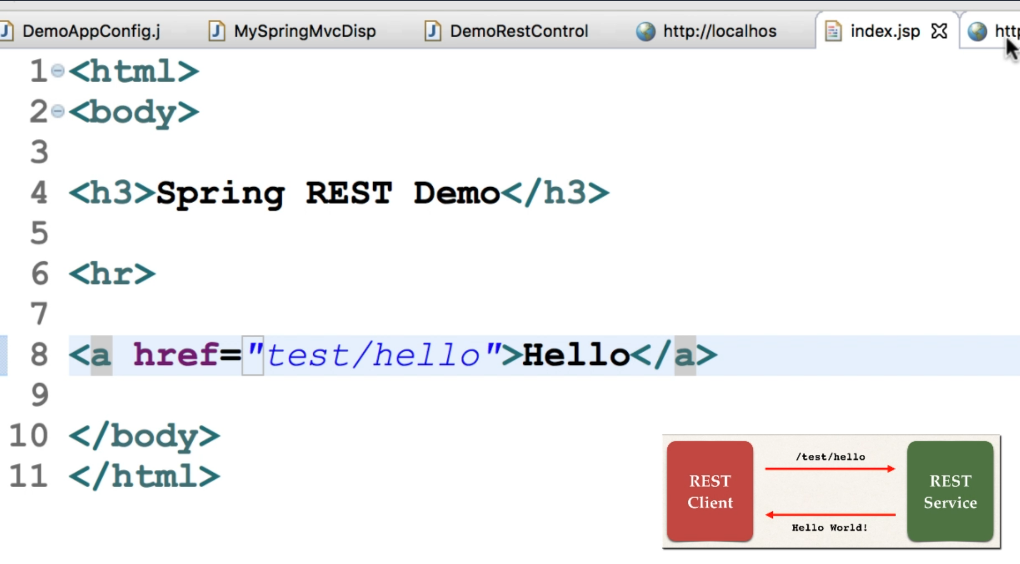 DemoAppConfig.j MySpringMvcDisp DemoRestControl http://localhos index.jsp http
1 <html>
2 <body>
3
4 <h3>Spring REST Demo</h3>
5
6 <hr>
7
8 <a href="test/hello">Hello</a>
9
10 </body>
11 </html>
REST Client
/test/hello
Hello World!
REST Service